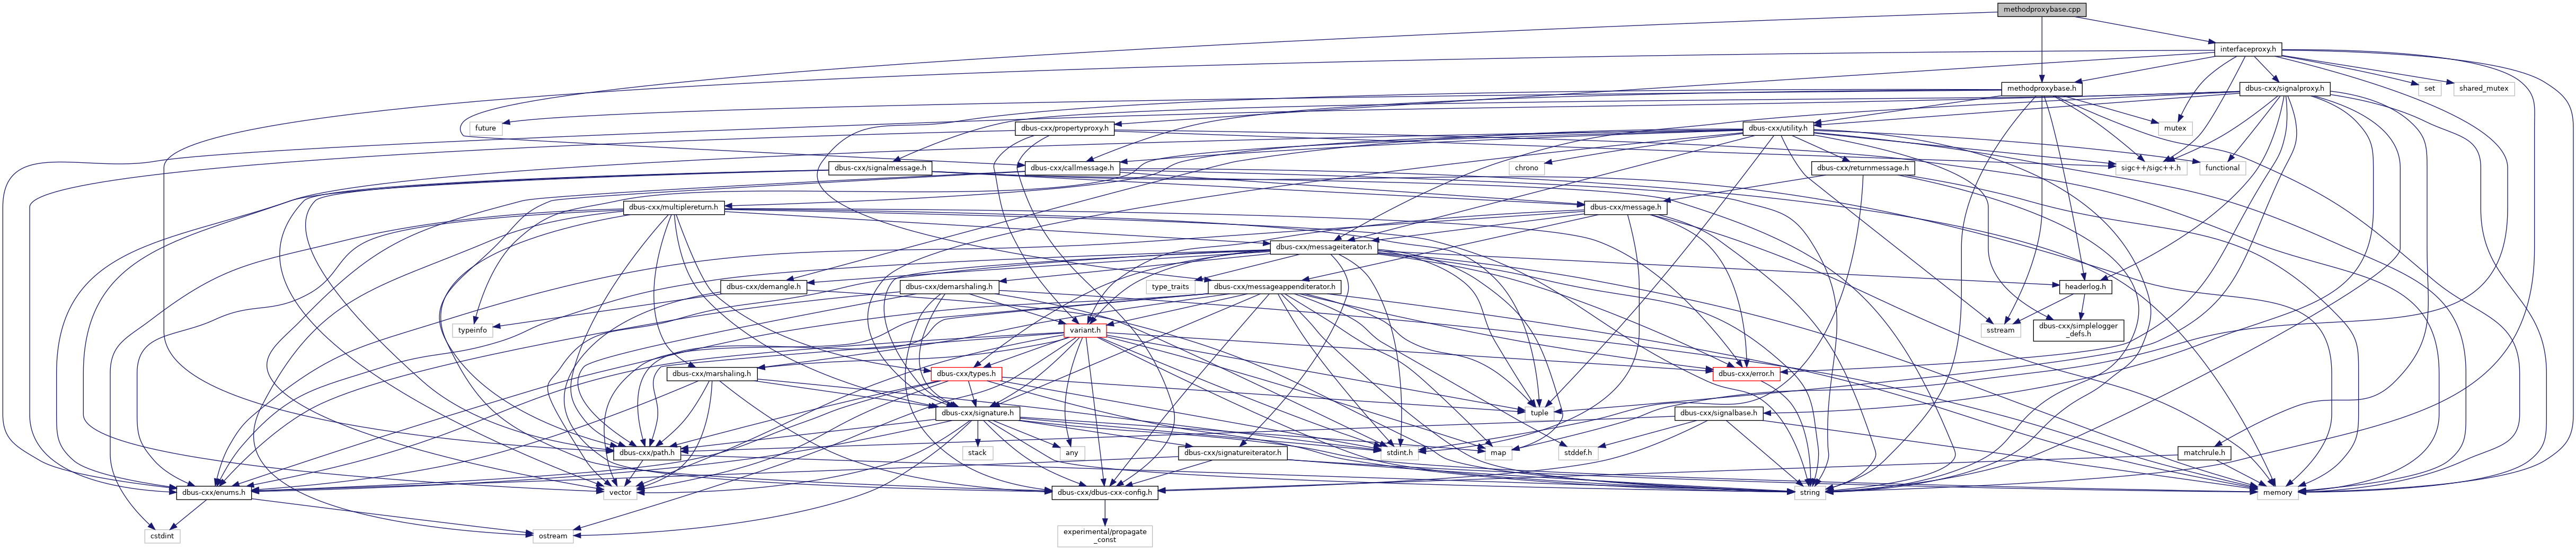 methodproxybase.cpp
interfaceproxy.h
methodproxybase.h
dbus-cxx/signalproxy.h
set
shared_mutex
future
dbus-cxx/propertyproxy.h
dbus-cxx/utility.h
mutex
dbus-cxx/signalmessage.h
dbus-cxx/callmessage.h
chrono
dbus-cxx/returnmessage.h
sigc++/sigc++.h
functional
dbus-cxx/multiplereturn.h
dbus-cxx/message.h
dbus-cxx/messageiterator.h
dbus-cxx/demangle.h
dbus-cxx/demarshaling.h
type_traits
dbus-cxx/messageappenditerator.h
headerlog.h
typeinfo
variant.h
sstream
dbus-cxx/simplelogger
_defs.h
dbus-cxx/marshaling.h
dbus-cxx/types.h
dbus-cxx/error.h
dbus-cxx/signature.h
tuple
dbus-cxx/signalbase.h
dbus-cxx/path.h
stack
any
stdint.h
dbus-cxx/signatureiterator.h
map
stddef.h
matchrule.h
dbus-cxx/enums.h
vector
dbus-cxx/dbus-cxx-config.h
string
memory
cstdint
ostream
experimental/propagate
_const